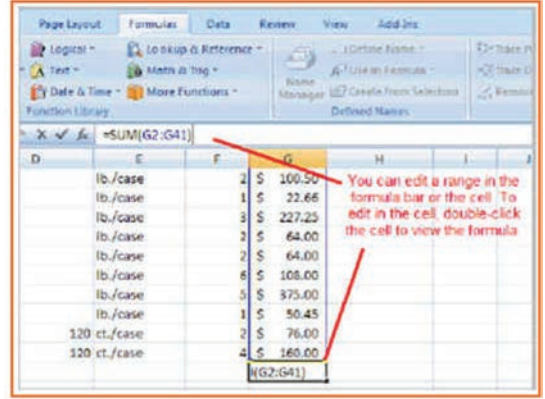 Page Layout Formulas Data Review View Add-Ins
Logical Lookup & Reference Define Name Trace
Text Math & Trig Name Use in Formula Trace
Date & Time More Functions Manager Create from Selection
Function Library Defined Names
=SUM(G2:G41)
D E F G H I
lb./case 2 $ 100.50
lb./case 1 $ 22.66
lb./case 3 $ 227.25
lb./case 2 $ 64.00
lb./case 2 $ 64.00
lb./case 6 $ 108.00
lb./case 5 $ 375.00
lb./case 1 $ 50.45
120 ct./case 2 $ 76.00
120 ct./case 4 $ 160.00
(G2:G41)
You can edit a range in the
formula bar or the cell. To
edit in the cell, double-click
the cell to view the formula